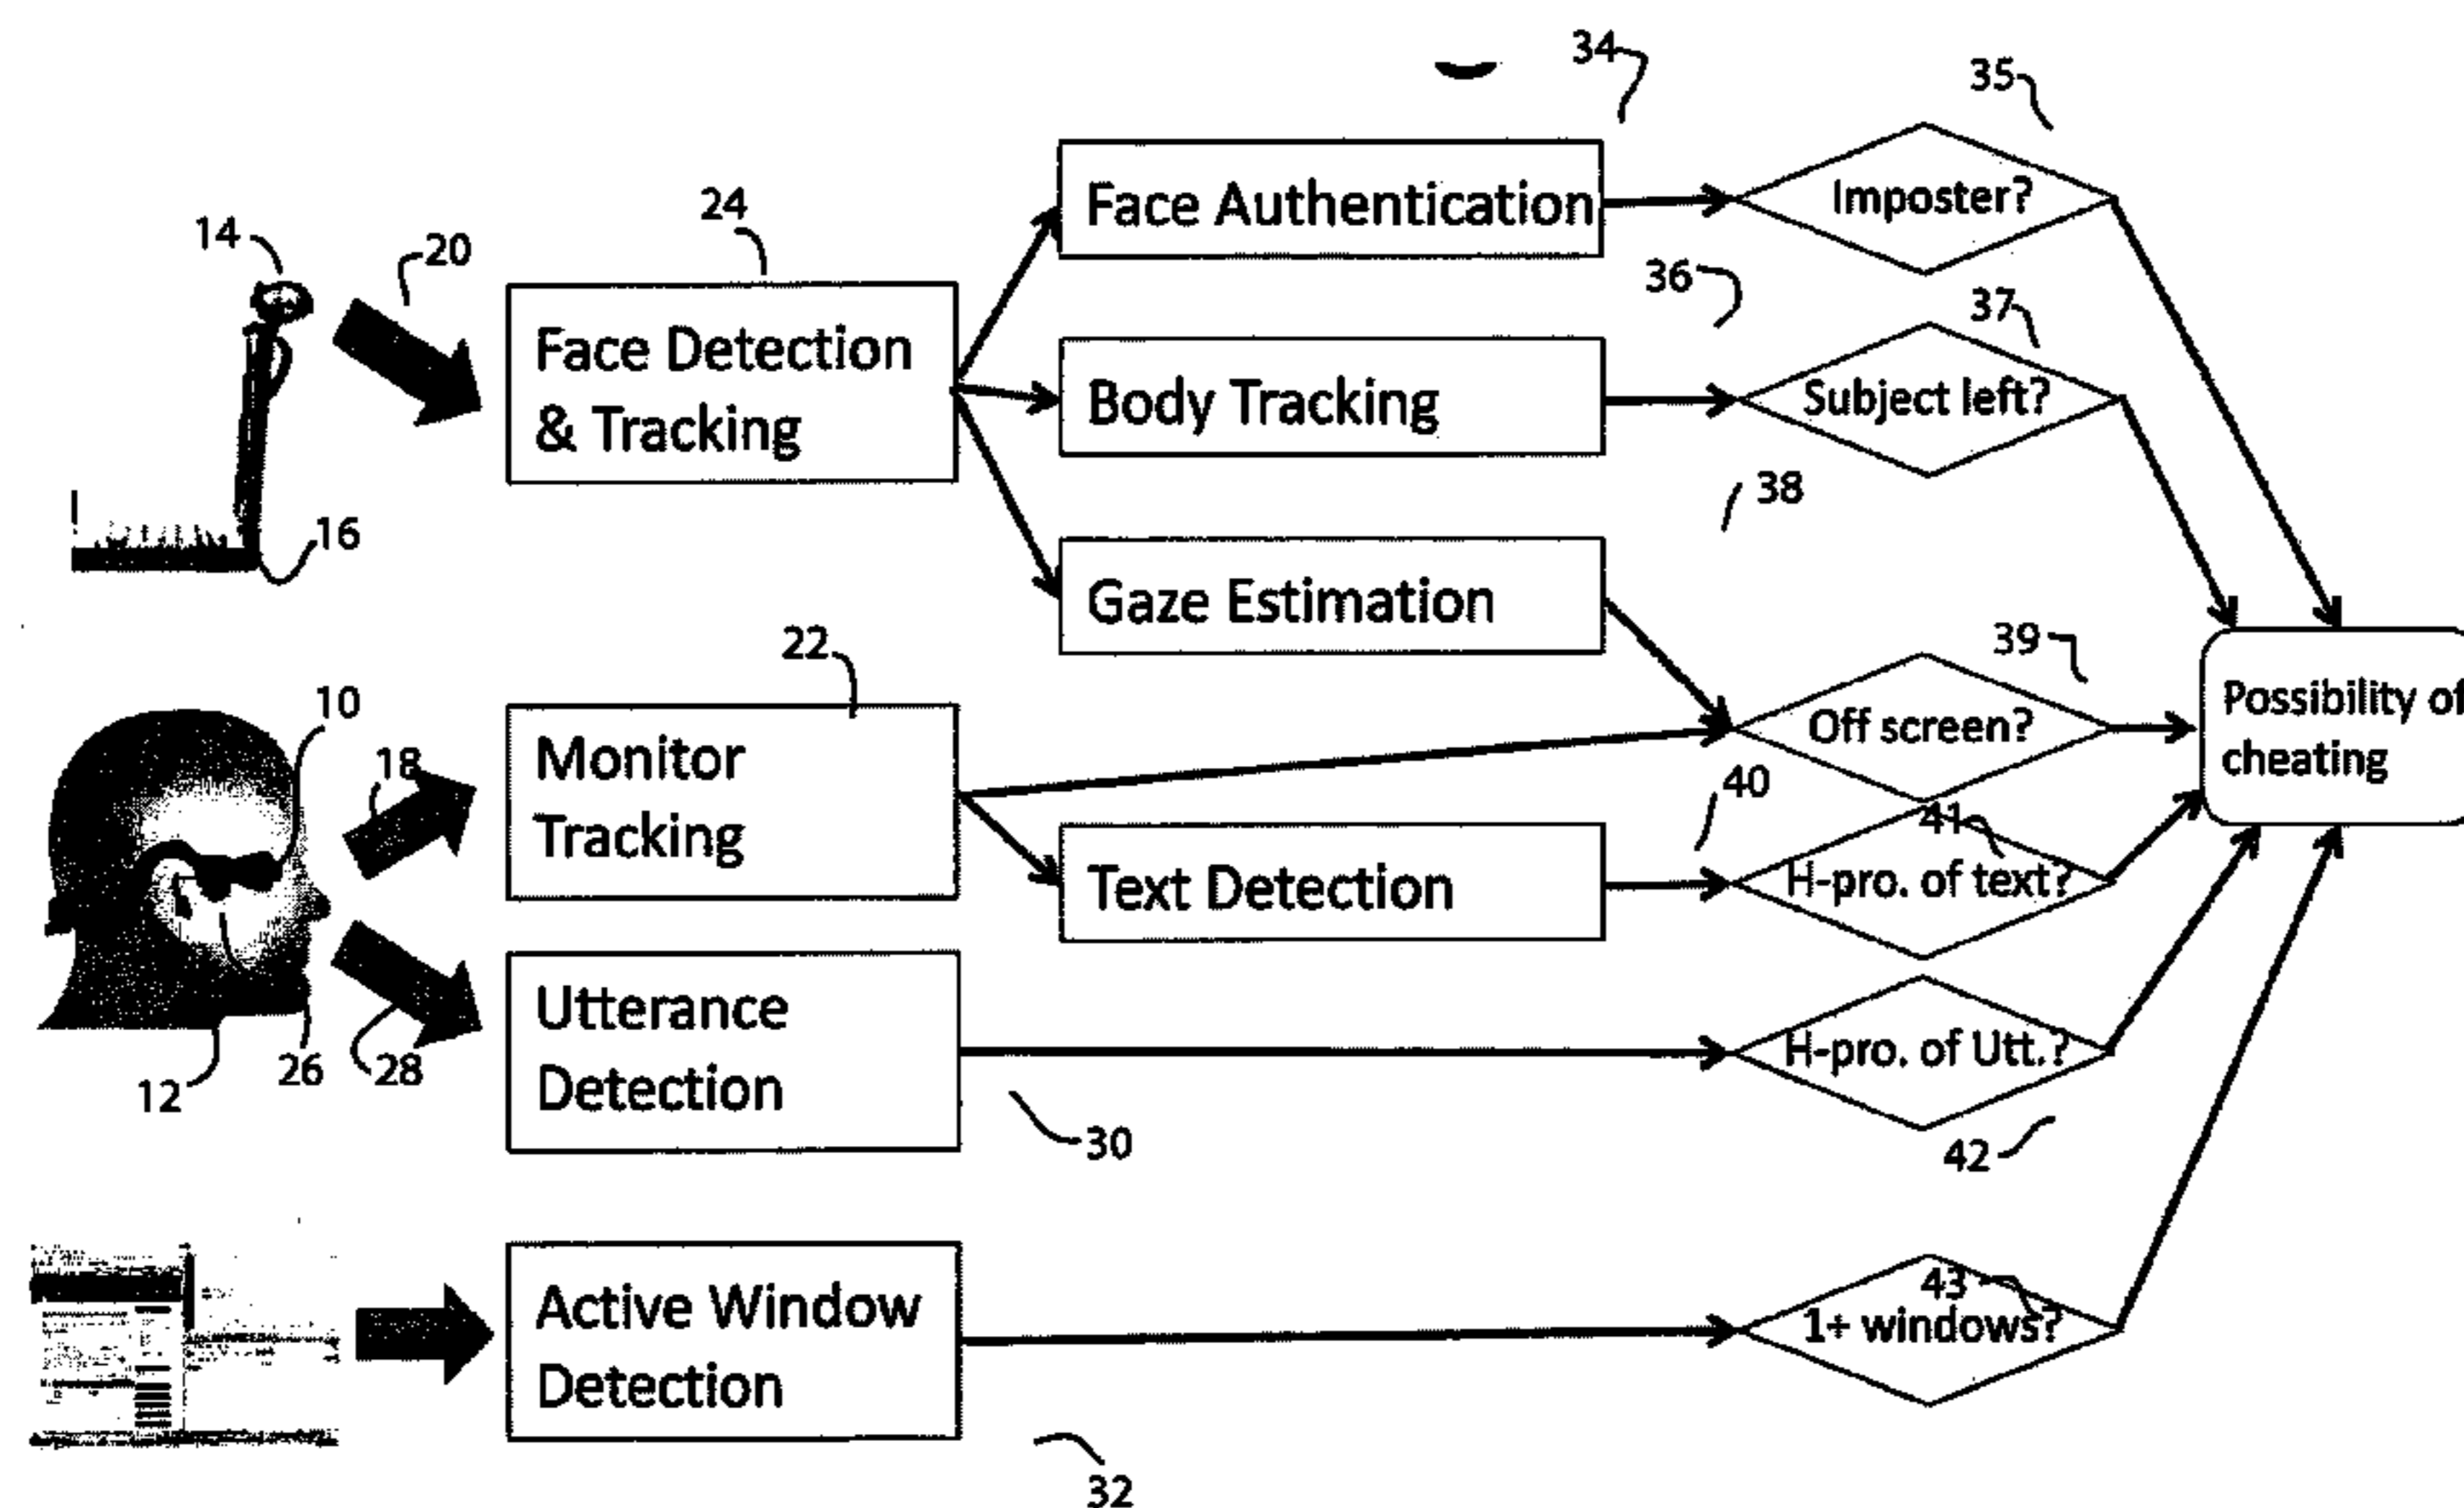 34
35
24
Face Authentication
Imposter?
14
20
36
37
Face Detection
& Tracking
Body Tracking
Subject left?
38
16
Gaze Estimation
39
22
10
Possibility of
cheating
Off screen?
Monitor
Tracking
18
40
41
Text Detection
H-pro. of text?
Utterance
Detection
H-pro. of Utt.?
12
26
28
30
42
Active Window
Detection
43
1+ windows?
32